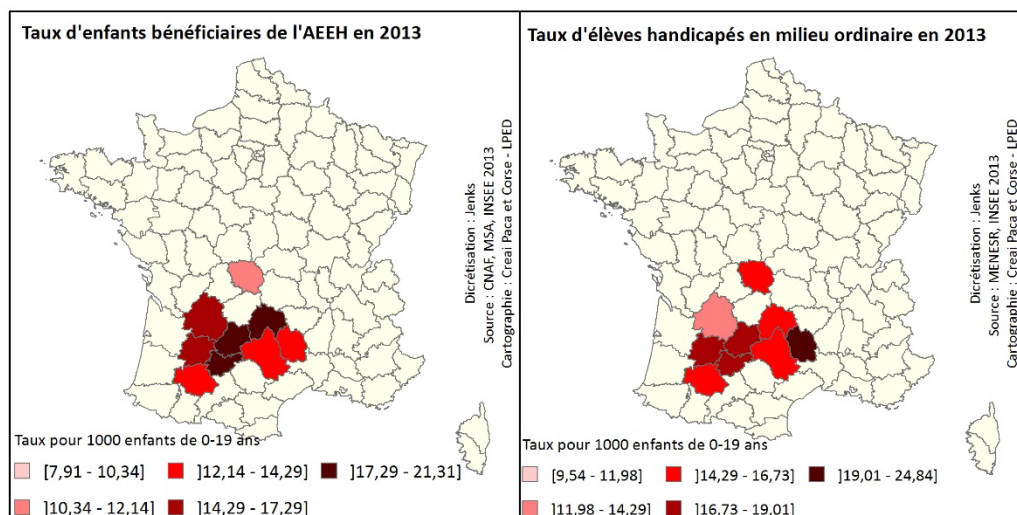 Taux d'enfants bénéficiaires de l'AEEH en 2013
Dicrétisation : Jenks
Source : CNAF, MSA, INSEE 2013
Cartographie : Creai Paca et Corse - LPED
Taux pour 1000 enfants de 0-19 ans
[7,91 - 10,34] ]12,14 - 14,29] ]17,29 - 21,31]
]10,34 - 12,14] ]14,29 - 17,29]
Taux d'élèves handicapés en milieu ordinaire en 2013
Dicrétisation : Jenks
Source : MENESR, INSEE 2013
Cartographie : Creai Paca et Corse - LPED
Taux pour 1000 enfants de 0-19 ans
[9,54 - 11,98] ]14,29 - 16,73] ]19,01 - 24,84]
]11,98 - 14,29] ]16,73 - 19,01]